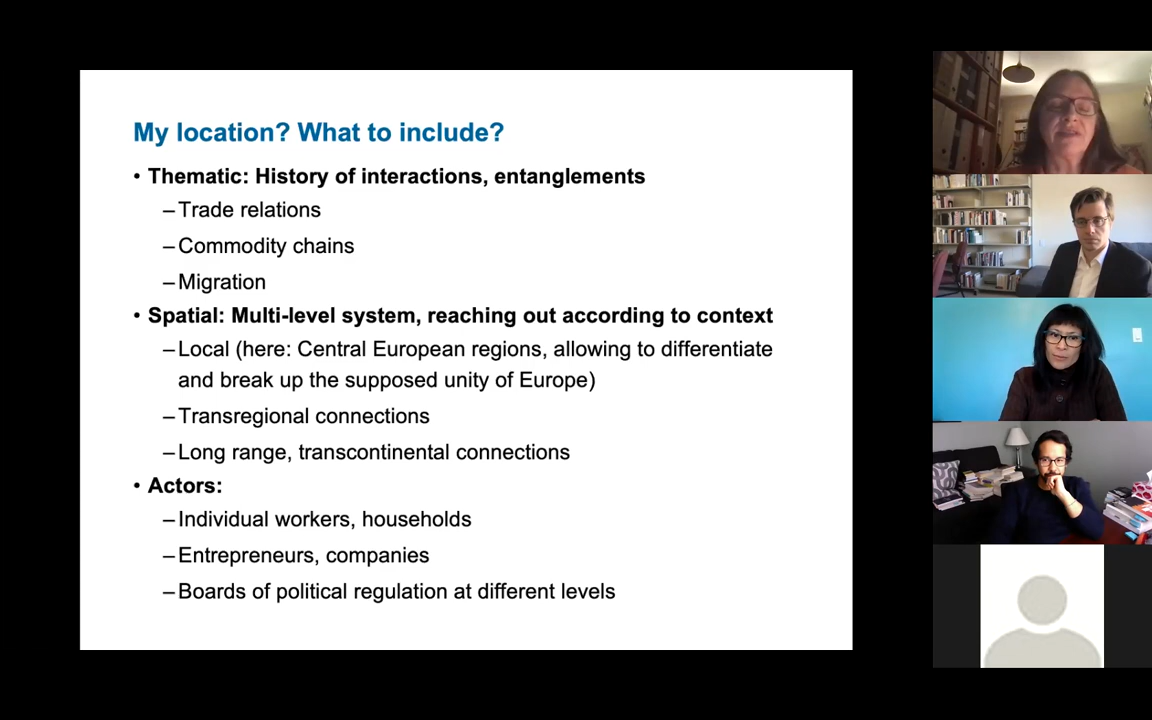 My location? What to include?
• Thematic: History of interactions, entanglements
– Trade relations
– Commodity chains
– Migration
• Spatial: Multi-level system, reaching out according to context
– Local (here: Central European regions, allowing to differentiate
and break up the supposed unity of Europe)
– Transregional connections
– Long range, transcontinental connections
• Actors:
– Individual workers, households
– Entrepreneurs, companies
– Boards of political regulation at different levels